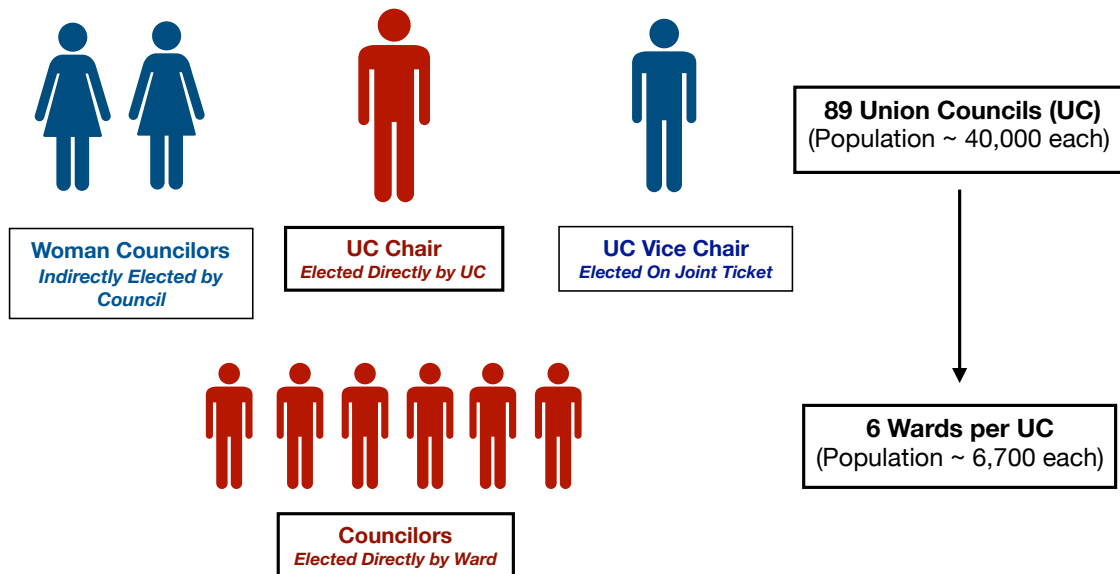 Woman Councilors
Indirectly Elected by
Council
UC Chair
Elected Directly by UC
UC Vice Chair
Elected On Joint Ticket
89 Union Councils (UC)
(Population ~ 40,000 each)
Councilors
Elected Directly by Ward
6 Wards per UC
(Population ~ 6,700 each)